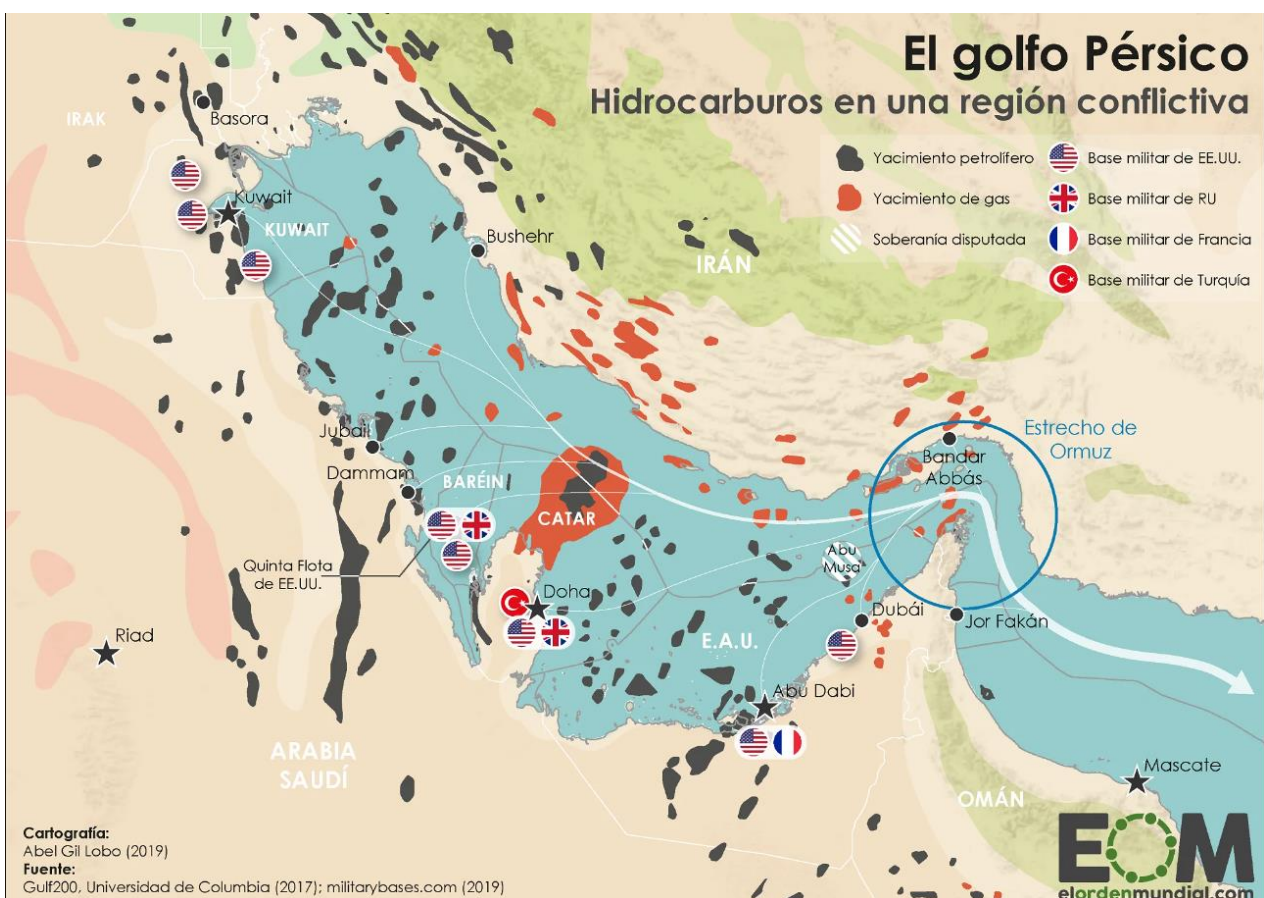 El golfo Pérsico
Hidrocarburos en una región conflictiva
Yacimiento petrolífero
Base militar de EE.UU.
Yacimiento de gas
Base militar de RU
Soberanía disputada
Base militar de Francia
Base militar de Turquía
IRAK
Basora
Kuwait
KUWAIT
Bushehr
IRÁN
Estrecho de
Ormuz
Jubail
Bandar
Abbás
Dammam
BARÉIN
CATAR
Quinta Flota
de EE.UU.
Abu
Musa
Doha
Dubái
Jor Fakán
Riad
E.A.U.
Abu Dabi
ARABIA
SAUDÍ
Mascate
OMÁN
Cartografía:
Abel Gil Lobo (2019)
Fuente:
Gulf200, Universidad de Columbia (2017); militarybases.com (2019)
EOM
elordenmundial.com